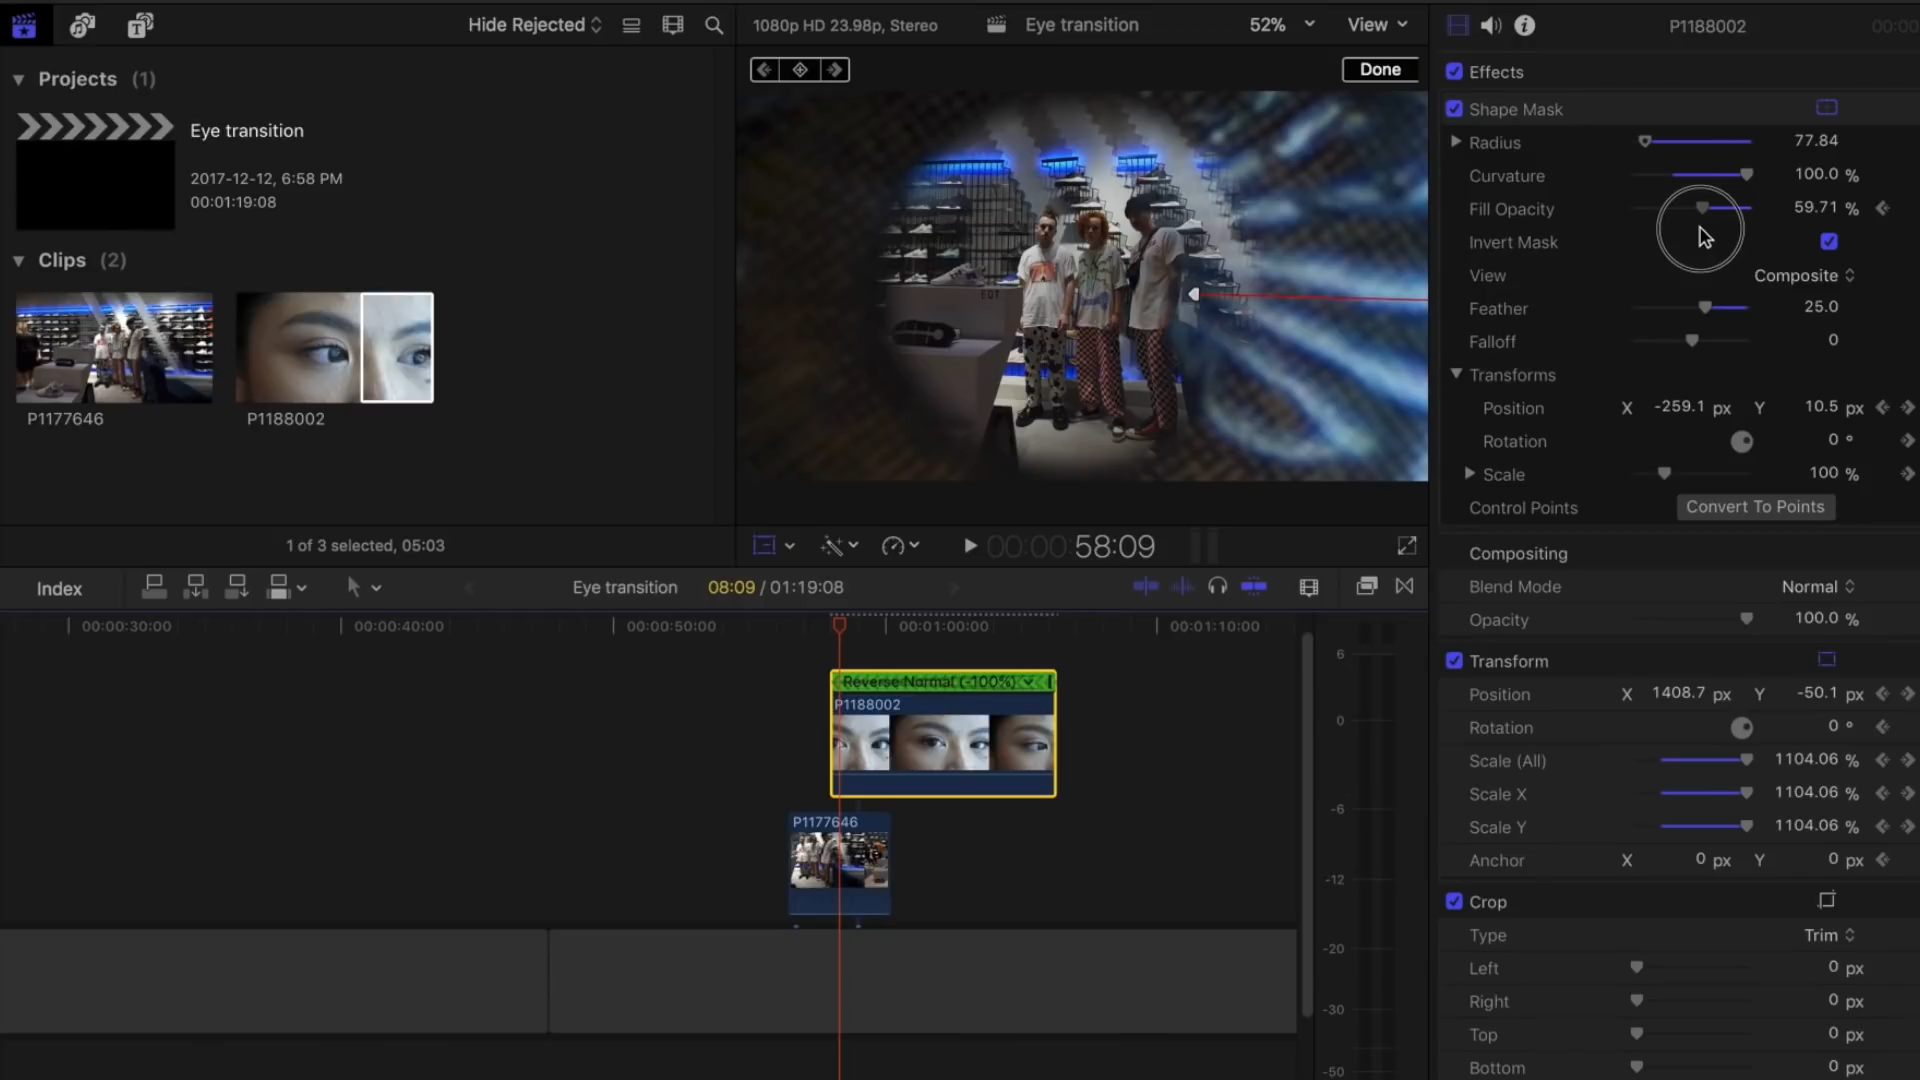 Hide Rejected
1080p HD 23.98p, Stereo
Eye transition
52%
View
P1188002
00:00
Projects (1)
Done
Eye transition
2017-12-12, 6:58 PM
00:01:19:08
Clips (2)
P1177646
P1188002
1 of 3 selected, 05:03
00:00:58:09
EQT
Effects
Shape Mask
Radius 77.84
Curvature 100.0 %
Fill Opacity 59.71 %
Invert Mask
View Composite
Feather 25.0
Falloff 0
Transforms
Position X -259.1 px Y 10.5 px
Rotation 0 °
Scale 100 %
Control Points Convert To Points
Compositing
Blend Mode Normal
Opacity 100.0 %
Transform
Position X 1408.7 px Y -50.1 px
Rotation 0 °
Scale (All) 1104.06 %
Scale X 1104.06 %
Scale Y 1104.06 %
Anchor X 0 px Y 0 px
Crop
Type Trim
Left 0 px
Right 0 px
Top 0 px
Bottom 0 px
Index
Eye transition
08:09 / 01:19:08
00:00:30:00
00:00:40:00
00:00:50:00
00:01:00:00
00:01:10:00
Reverse Normal (-100%)
P1188002
P1177646
6
0
-6
-12
-20
-30
-50